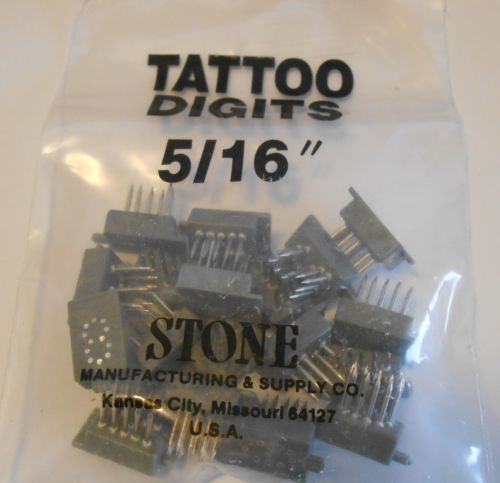 TATTOO
DIGITS
5/16"
STONE
MANUFACTURING & SUPPLY CO.
Kansas City, Missouri 64127
U.S.A.